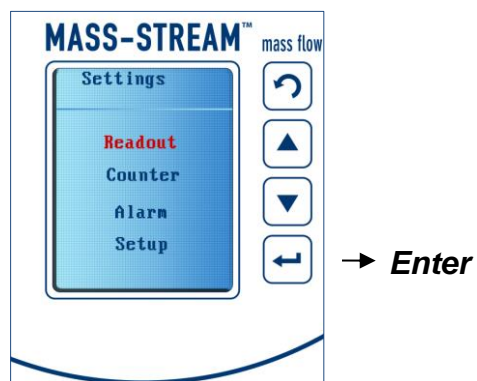 MASS-STREAM™ mass flow
Settings
Readout
Counter
Alarm
Setup
Enter